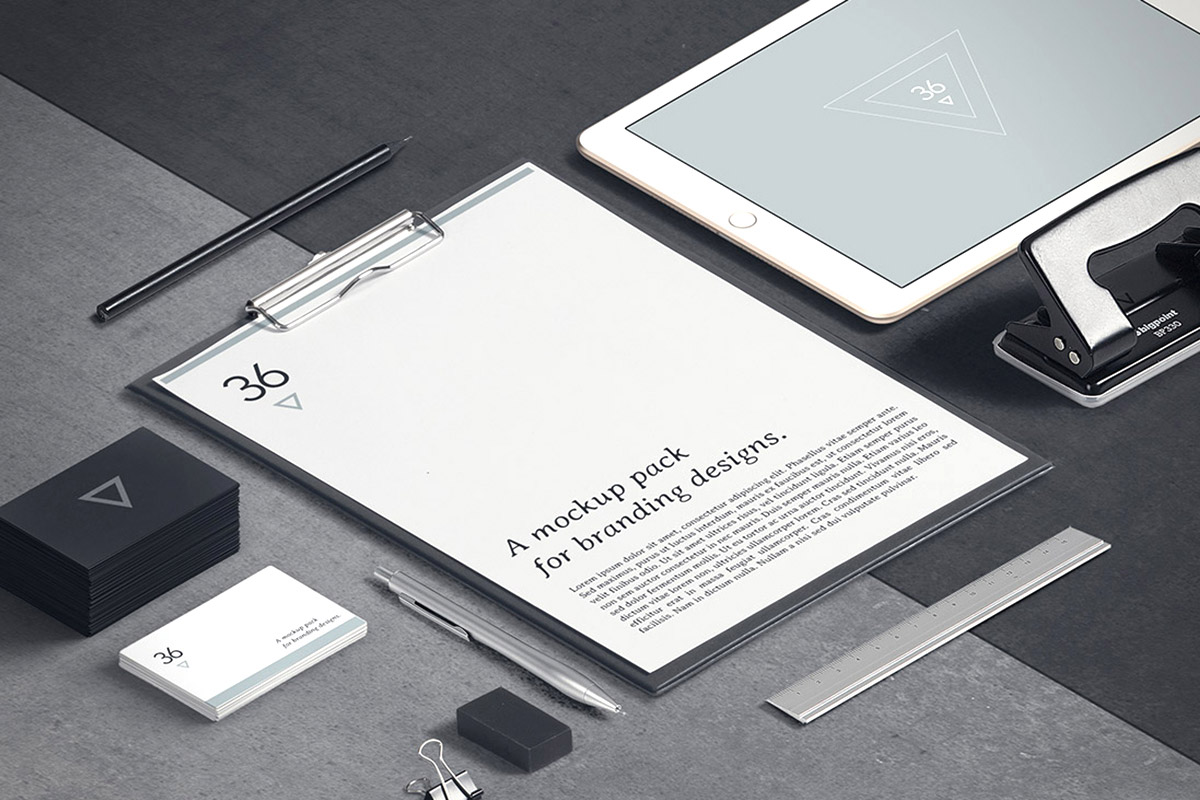 36
36
A mockup pack
for branding designs.
Lorem ipsum dolor sit amet, consectetur adipiscing elit. Phasellus vitae semper ante.
Sed maximus, purus ut luctus interdum, mauris ex faucibus est, ut consectetur lorem
velit finibus odio. Ut sit amet ultrices risus, vel tincidunt ligula. Etiam semper purus
non sem auctor consectetur in nec mauris. Duis semper mauris nulla. Etiam varius leo
sed dolor fermentum mollis. Ut eu tortor ac urna auctor tincidunt. Vivamus nisl eros,
dictum vitae lorem non, ultricies ullamcorper lorem. Cras sed tincidunt nulla. Mauris
efficitur erat in massa feugiat ullamcorper. Cras condimentum vitae libero sed
facilisis. Nam in dictum nulla. Nullam a nisi sed dui vulputate pulvinar.
bigpoint
BP330
36
A mockup pack
for branding designs.